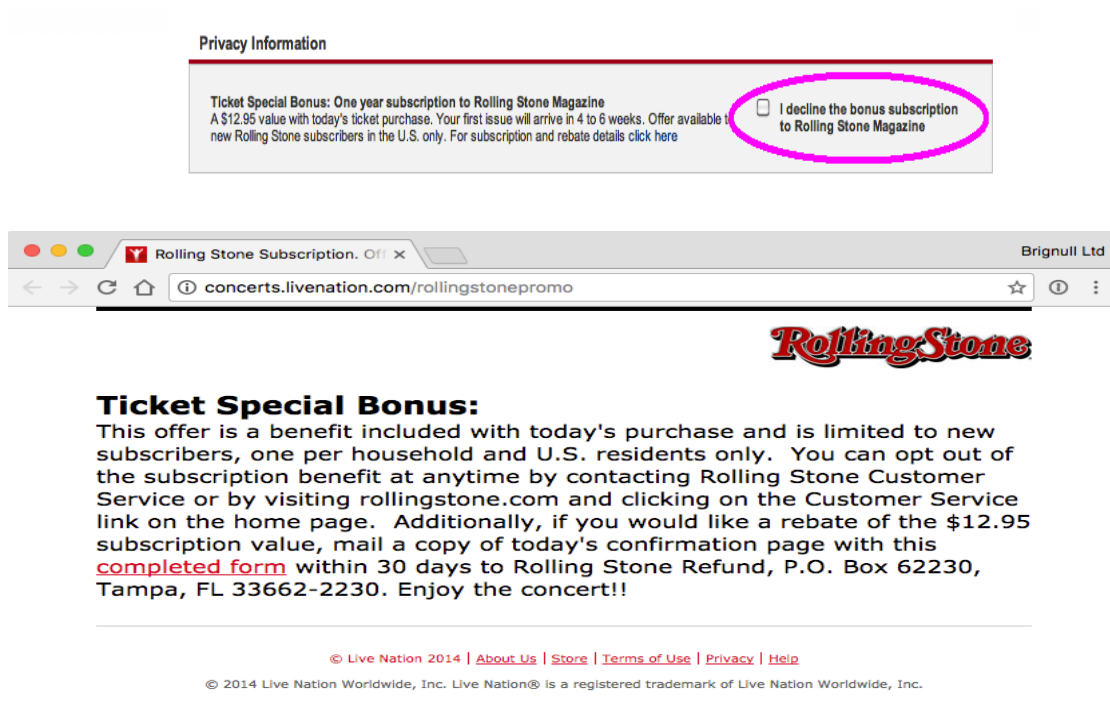 Privacy Information
Ticket Special Bonus: One year subscription to Rolling Stone Magazine
A $12.95 value with today's ticket purchase. Your first issue will arrive in 4 to 6 weeks. Offer available t
new Rolling Stone subscribers in the U.S. only. For subscription and rebate details click here
I decline the bonus subscription
to Rolling Stone Magazine
Rolling Stone Subscription. Off
Brignull Ltd
concerts.livenation.com/rollingstonepromo
RollingStone
Ticket Special Bonus:
This offer is a benefit included with today's purchase and is limited to new
subscribers, one per household and U.S. residents only. You can opt out of
the subscription benefit at anytime by contacting Rolling Stone Customer
Service or by visiting rollingstone.com and clicking on the Customer Service
link on the home page. Additionally, if you would like a rebate of the $12.95
subscription value, mail a copy of today's confirmation page with this
completed form within 30 days to Rolling Stone Refund, P.O. Box 62230,
Tampa, FL 33662-2230. Enjoy the concert!!
© Live Nation 2014 | About Us | Store | Terms of Use | Privacy | Help
© 2014 Live Nation Worldwide, Inc. Live Nation® is a registered trademark of Live Nation Worldwide, Inc.